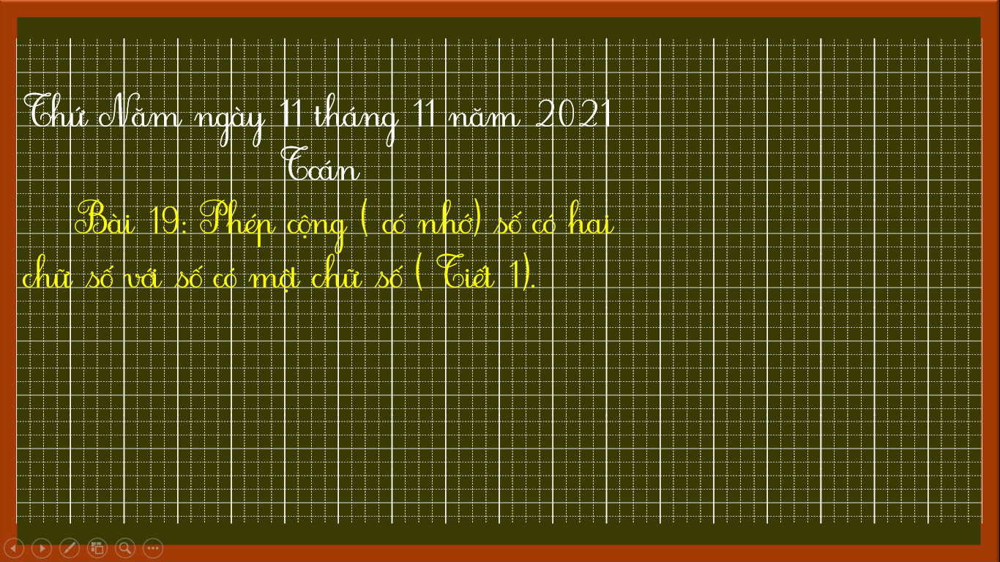 Thứ Năm ngày 11 tháng 11 năm 2021
Toán
Bài 19: Phép cộng ( có nhớ) số có hai
chữ số với số có một chữ số ( Tiết 1).